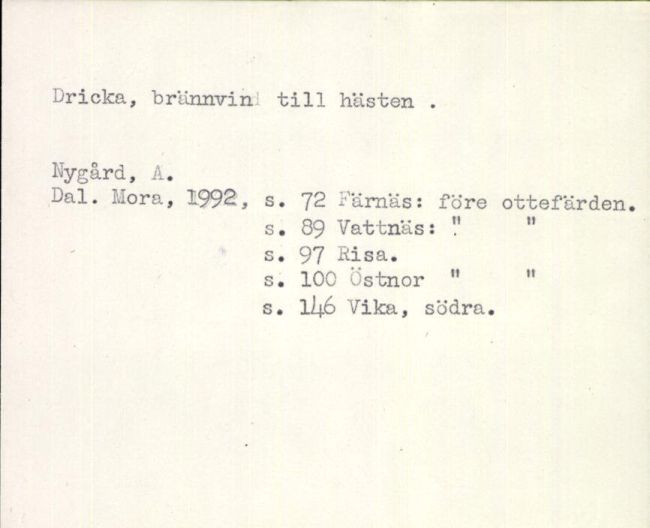 Dricka, brännvin till hästen .
Nygård, A.
Dal. Mora, 1992, s. 72 Färnäs: före ottefärden.
s. 89 Vattnäs: " "
s. 97 Risa.
s. 100 Östnor " "
s. 146 Vika, södra.